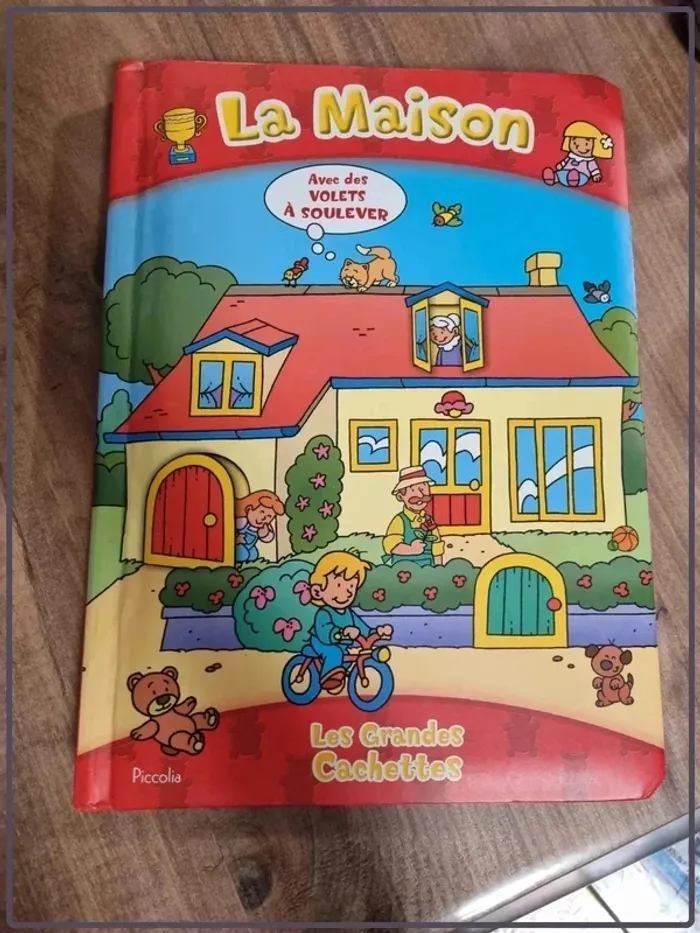 La Maison
Avec des
VOLETS
À SOULEVER
Les Grandes
Cachettes
Piccolia